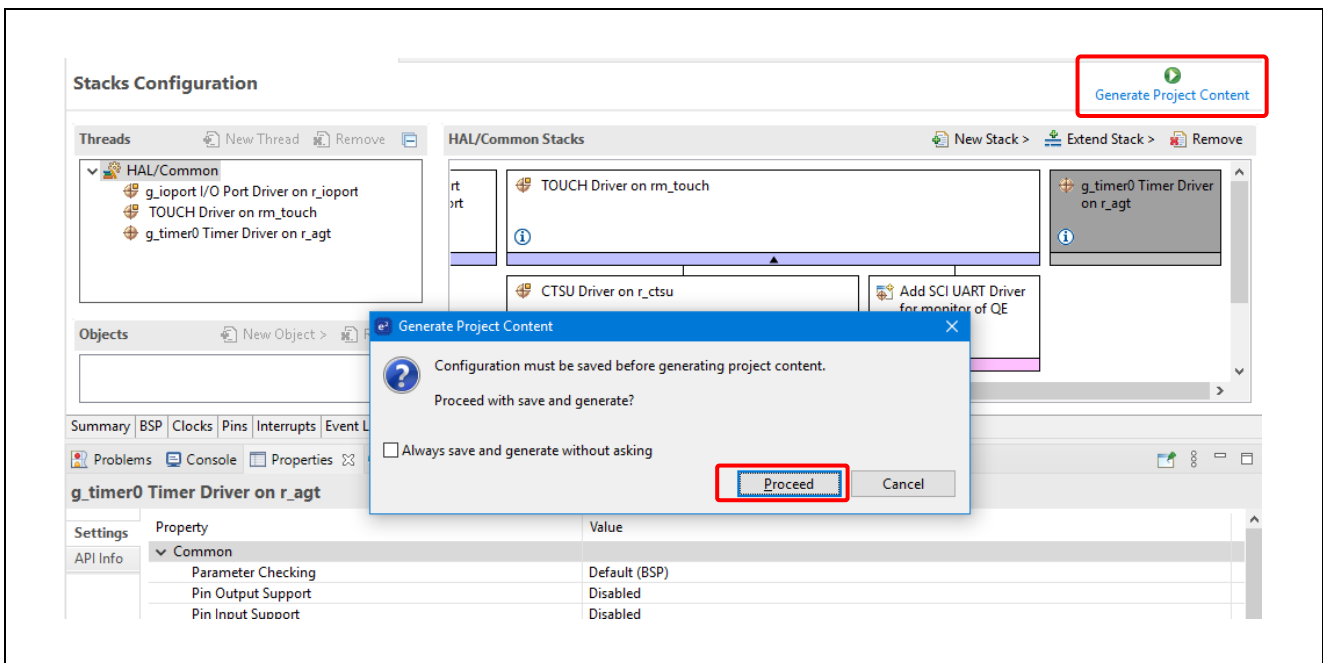 Stacks Configuration
Generate Project Content
Threads
New Thread
Remove
HAL/Common Stacks
New Stack >
Extend Stack >
Remove
HAL/Common
g_ioport I/O Port Driver on r_ioport
TOUCH Driver on rm_touch
g_timer0 Timer Driver on r_agt
TOUCH Driver on rm_touch
g_timer0 Timer Driver
on r_agt
CTSU Driver on r_ctsu
Add SCI UART Driver
for monitor of QE
Objects
New Object >
e² Generate Project Content
Configuration must be saved before generating project content.
Proceed with save and generate?
Always save and generate without asking
Proceed
Cancel
Summary
BSP
Clocks
Pins
Interrupts
Event L
Problems
Console
Properties
g_timer0 Timer Driver on r_agt
Settings
API Info
Property
Value
Common
Parameter Checking
Default (BSP)
Pin Output Support
Disabled
Pin Input Support
Disabled